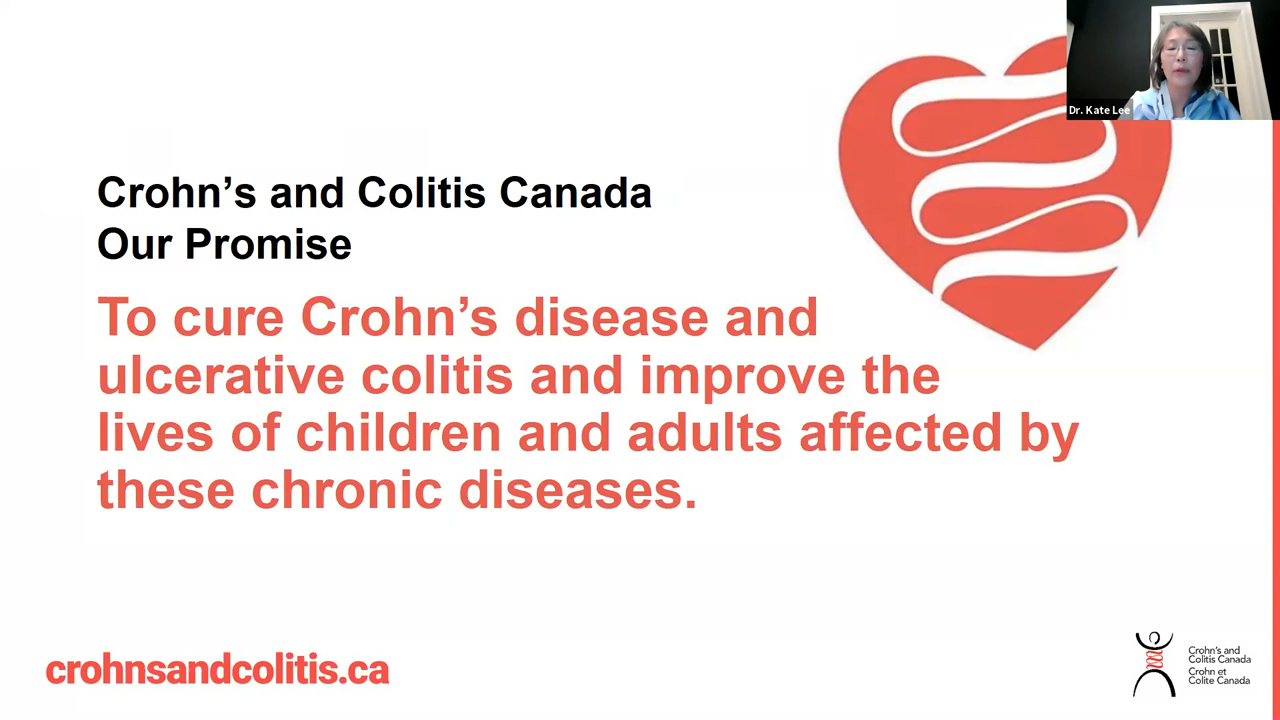 Dr. Kate Lee
Crohn’s and Colitis Canada
Our Promise
To cure Crohn’s disease and
ulcerative colitis and improve the
lives of children and adults affected by
these chronic diseases.
crohnsandcolitis.ca
Crohn's and
Colitis Canada
Crohn et
Colite Canada